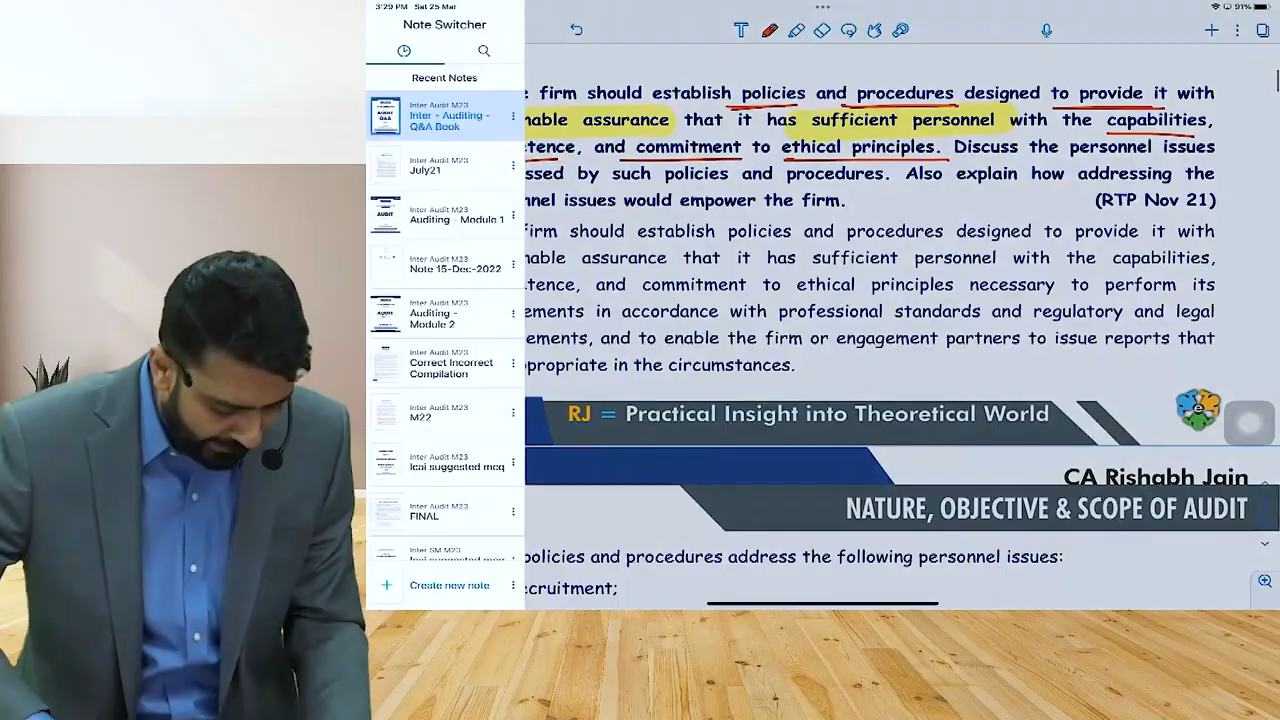 3:29 PM Sat 25 Mar
91%
Note Switcher
Recent Notes
Inter Audit M23
Inter - Auditing -
Q&A Book
Inter Audit M23
July21
Inter Audit M23
Auditing - Module 1
Inter Audit M23
Note 15-Dec-2022
Inter Audit M23
Auditing -
Module 2
Inter Audit M23
Correct Incorrect
Compilation
Inter Audit M23
M22
Inter Audit M23
Icai suggested mcq
Inter Audit M23
FINAL
Inter SM M23
Icai suggested mcq
Create new note
firm should establish policies and procedures designed to provide it with
nable assurance that it has sufficient personnel with the capabilities,
tence, and commitment to ethical principles. Discuss the personnel issues
ssed by such policies and procedures. Also explain how addressing the
nnel issues would empower the firm. (RTP Nov 21)
firm should establish policies and procedures designed to provide it with
nable assurance that it has sufficient personnel with the capabilities,
tence, and commitment to ethical principles necessary to perform its
ements in accordance with professional standards and regulatory and legal
ements, and to enable the firm or engagement partners to issue reports that
propriate in the circumstances.
RJ = Practical Insight into Theoretical World
CA Rishabh Jain
NATURE, OBJECTIVE & SCOPE OF AUDIT
policies and procedures address the following personnel issues:
ecruitment;